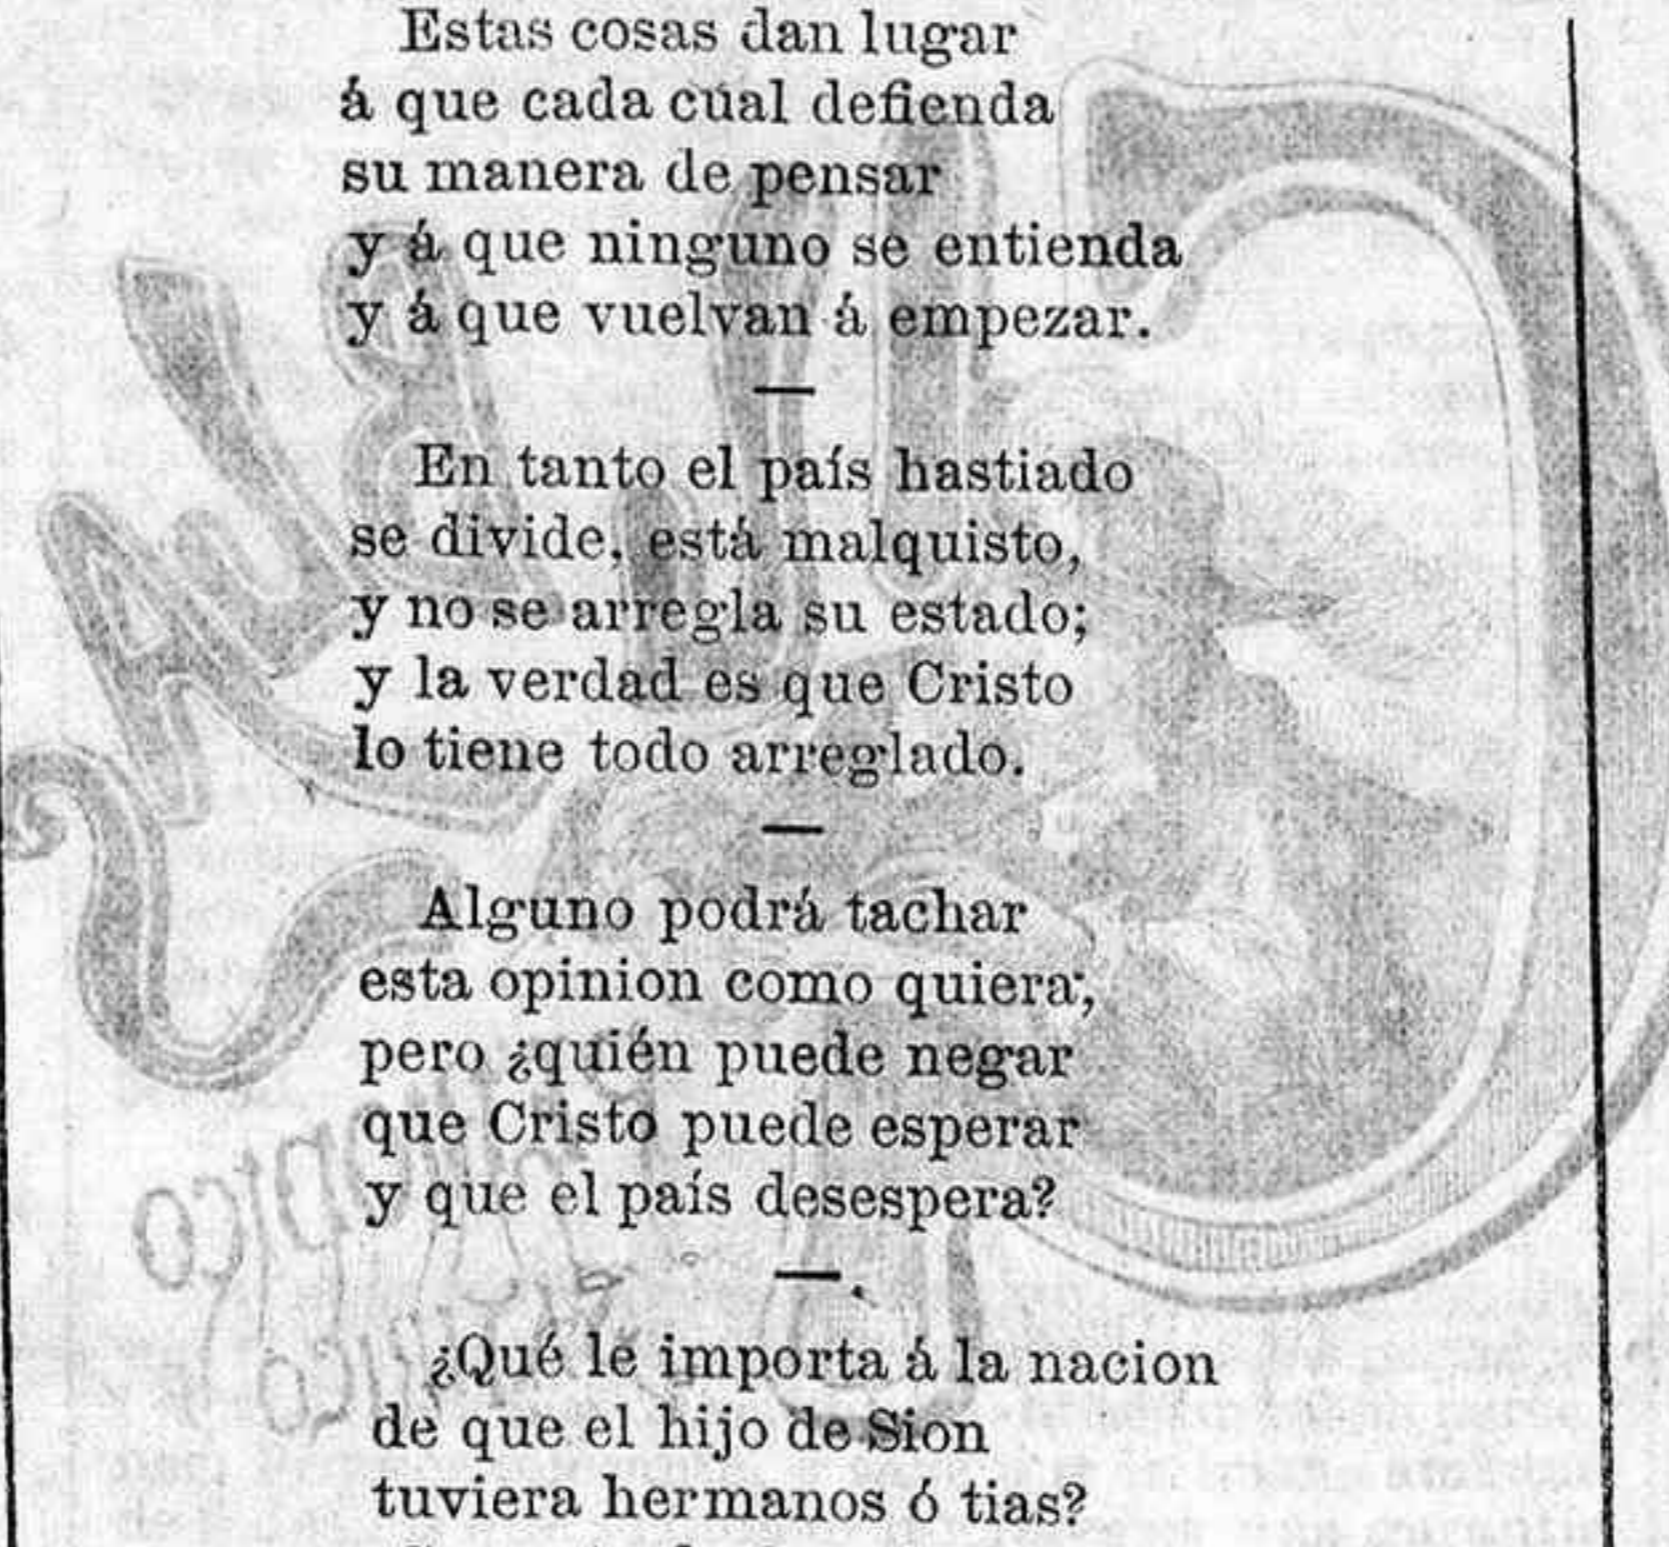 Estas cosas dan lugar
á que cada cual defienda
su manera de pensar
y á que ninguno se entienda
y á que vuelvan á empezar.
—
En tanto el país hastiado
se divide, está malquisto,
y no se arregla su estado;
y la verdad es que Cristo
lo tiene todo arreglado.
—
Alguno podrá tachar
esta opinion como quiera;
pero ¿quién puede negar
que Cristo puede esperar
y que el país desespera?
—
¿Qué le importa á la nacion
de que el hijo de Sion
tuviera hermanos ó tias?